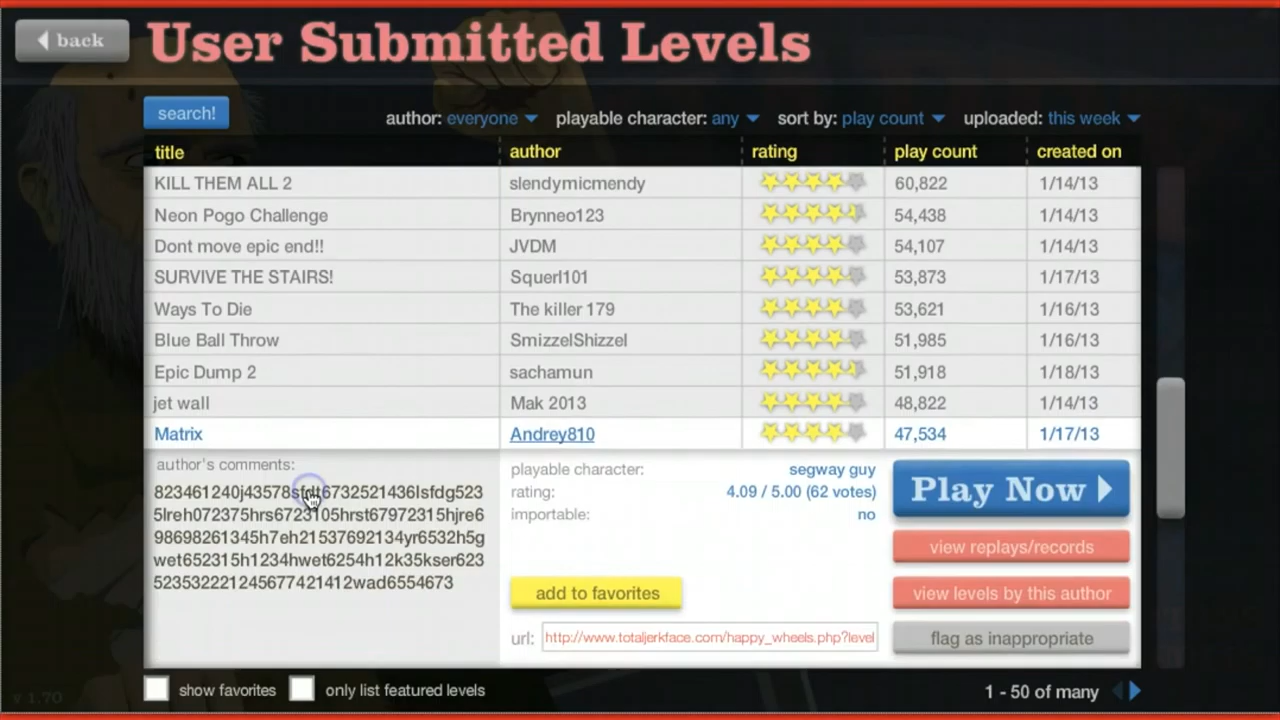 back
User Submitted Levels
search!
author: everyone playable character: any sort by: play count uploaded: this week
title author rating play count created on
KILL THEM ALL 2 slendymicmendy 60,822 1/14/13
Neon Pogo Challenge Brynneo123 54,438 1/14/13
Dont move epic end!! JVDM 54,107 1/14/13
SURVIVE THE STAIRS! Squerl101 53,873 1/17/13
Ways To Die The killer 179 53,621 1/16/13
Blue Ball Throw SmizzelShizzel 51,985 1/16/13
Epic Dump 2 sachamun 51,918 1/18/13
jet wall Mak 2013 48,822 1/14/13
Matrix Andrey810 47,534 1/17/13
author's comments:
823461240j43578sfdt6732521436lsfdg523
5lreh072375hrs6723105hrst67972315hjre6
98698261345h7eh21537692134yr6532h5g
wet652315h1234hwet6254h12k35kser623
5235322212456774214​12wad6554673
playable character: segway guy
rating: 4.09 / 5.00 (62 votes)
importable: no
add to favorites
url: http://www.totaljerkface.com/happy_wheels.php?level
Play Now
view replays/records
view levels by this author
flag as inappropriate
show favorites only list featured levels
1 - 50 of many
v 1.70